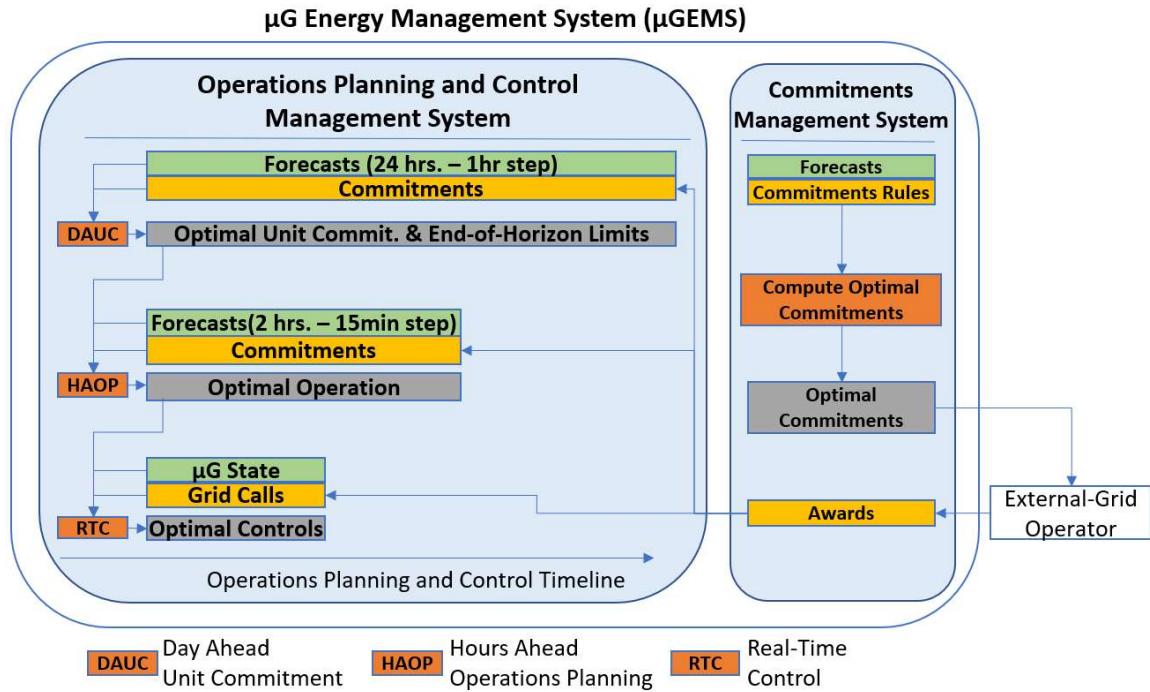 µG Energy Management System (µGEMS)
Operations Planning and Control
Management System
Forecasts (24 hrs. – 1hr step)
Commitments
DAUC
Optimal Unit Commit. & End-of-Horizon Limits
Forecasts(2 hrs. – 15min step)
Commitments
HAOP
Optimal Operation
µG State
Grid Calls
RTC
Optimal Controls
Operations Planning and Control Timeline
Commitments
Management System
Forecasts
Commitments Rules
Compute Optimal
Commitments
Optimal
Commitments
Awards
External-Grid
Operator
DAUC
Day Ahead
Unit Commitment
HAOP
Hours Ahead
Operations Planning
RTC
Real-Time
Control